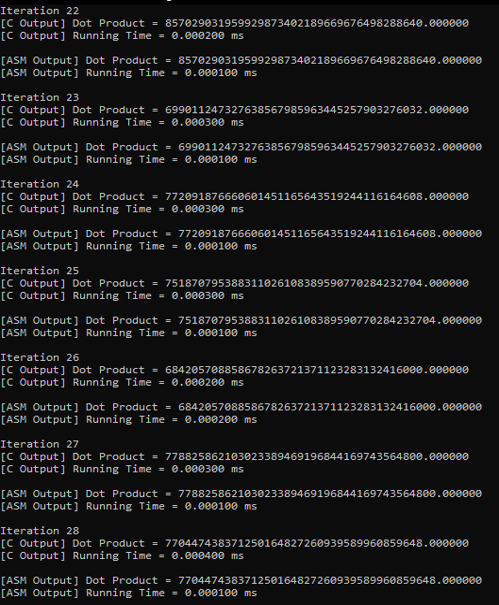 Iteration 22
[C Output] Dot Product = 85702903195992987340218966967649828864​0.000000
[C Output] Running Time = 0.000200 ms
[ASM Output] Dot Product = 857029031959929873402189669676498288640.000000
[ASM Output] Running Time = 0.000100 ms
Iteration 23
[C Output] Dot Product = 699011247327638567985963445257903276032.000000
[C Output] Running Time = 0.000300 ms
[ASM Output] Dot Product = 699011247327638567985963445257903276032.000000
[ASM Output] Running Time = 0.000100 ms
Iteration 24
[C Output] Dot Product = 772091876660601451165643519244116164608.000000
[C Output] Running Time = 0.000300 ms
[ASM Output] Dot Product = 772091876660601451165643519244116164608.000000
[ASM Output] Running Time = 0.000100 ms
Iteration 25
[C Output] Dot Product = 751870795388311026108389590770284232704.000000
[C Output] Running Time = 0.000300 ms
[ASM Output] Dot Product = 751870795388311026108389590770284232704.000000
[ASM Output] Running Time = 0.000100 ms
Iteration 26
[C Output] Dot Product = 684205708858678263721371123283132416000.000000
[C Output] Running Time = 0.000200 ms
[ASM Output] Dot Product = 684205708858678263721371123283132416000.000000
[ASM Output] Running Time = 0.000200 ms
Iteration 27
[C Output] Dot Product = 778825862103023389469196844169743564800.000000
[C Output] Running Time = 0.000300 ms
[ASM Output] Dot Product = 778825862103023389469196844169743564800.000000
[ASM Output] Running Time = 0.000100 ms
Iteration 28
[C Output] Dot Product = 770447438371250164827260939589960859648.000000
[C Output] Running Time = 0.000400 ms
[ASM Output] Dot Product = 770447438371250164827260939589960859648.000000
[ASM Output] Running Time = 0.000100 ms